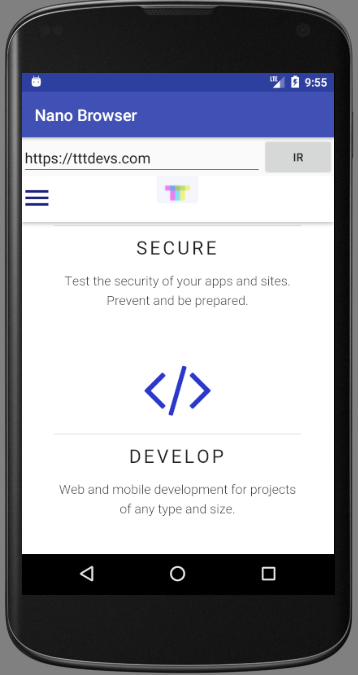 LTE 9:55
Nano Browser
https://tttdevs.com
IR
TT
SECURE
Test the security of your apps and sites.
Prevent and be prepared.
</>
DEVELOP
Web and mobile development for projects
of any type and size.